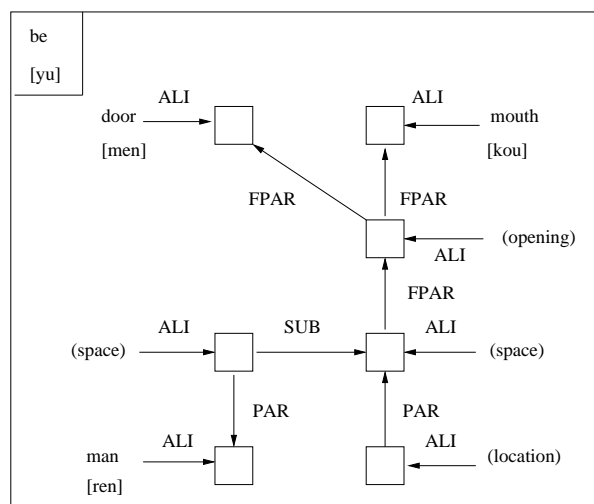 be
[yu]
ALI ALI
door mouth
[men] [kou]
FPAR FPAR
(opening)
ALI
FPAR
ALI SUB ALI
(space) (space)
PAR PAR
ALI ALI
man (location)
[ren]